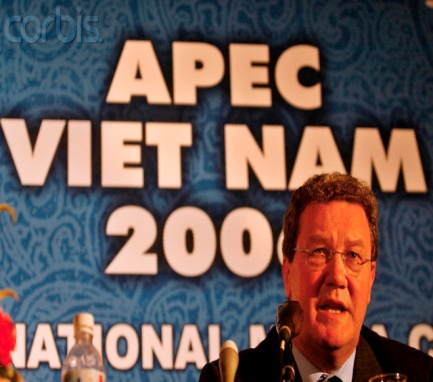 corbis
APEC
VIET NAM
200
NATIONAL